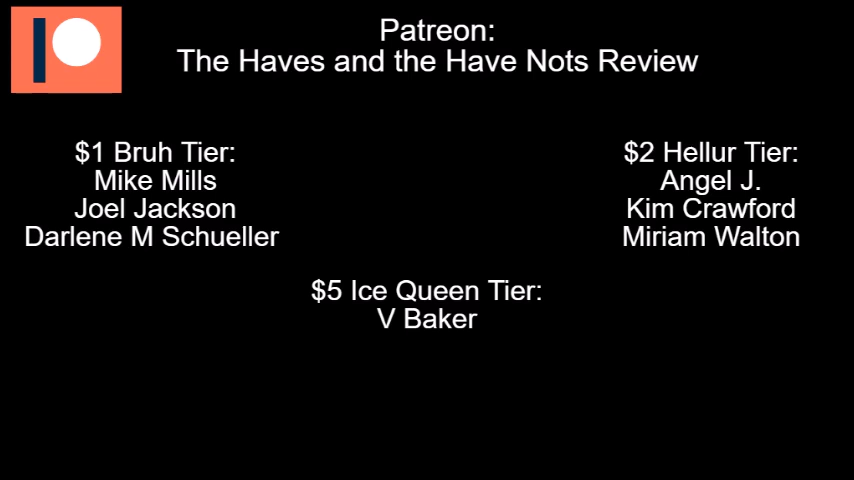 Patreon:
The Haves and the Have Nots Review
$1 Bruh Tier:
Mike Mills
Joel Jackson
Darlene M Schueller
$2 Hellur Tier:
Angel J.
Kim Crawford
Miriam Walton
$5 Ice Queen Tier:
V Baker